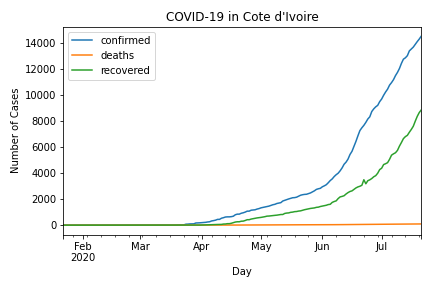 COVID-19 in Cote d'Ivoire
confirmed
deaths
recovered
14000
12000
10000
8000
6000
4000
2000
0
Number of Cases
Feb
2020
Mar
Apr
May
Jun
Jul
Day